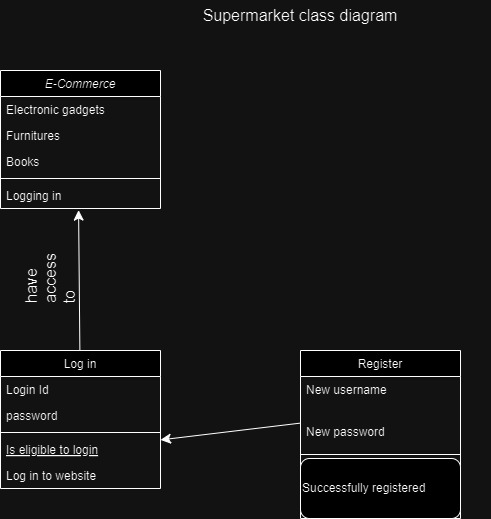 Supermarket class diagram
E-Commerce
Electronic gadgets
Furnitures
Books
Logging in
have
access
to
Log in
Login Id
password
Is eligible to login
Log in to website
Register
New username
New password
Successfully registered